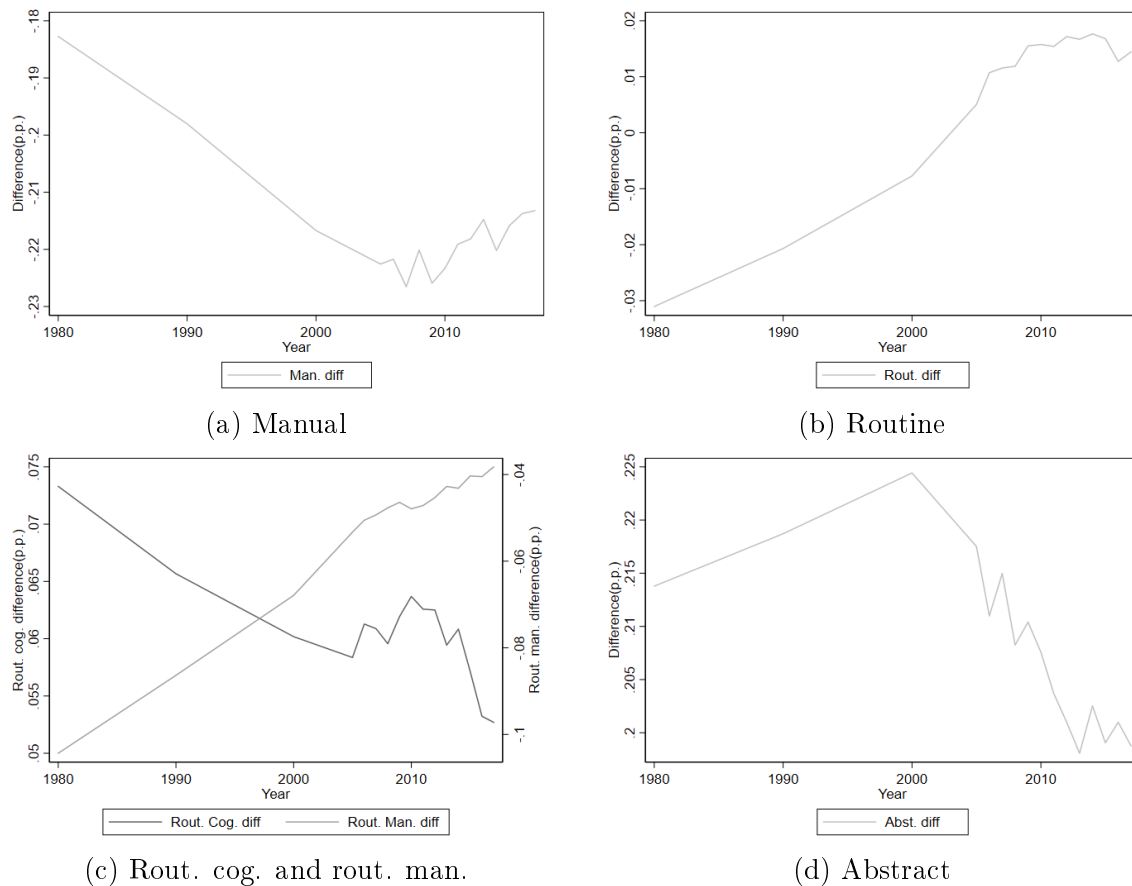 -.18
-.19
-.2
-.21
-.22
-.23
Difference(p.p.)
1980 1990 2000 2010
Year
Man. diff
(a) Manual
.02
.01
0
-.01
-.02
-.03
Difference(p.p.)
1980 1990 2000 2010
Year
Rout. diff
(b) Routine
.075
.07
.065
.06
.055
.05
Rout. cog. difference(p.p.)
-.04
-.06
-.08
-.1
Rout. man. difference(p.p.)
1980 1990 2000 2010
Year
Rout. Cog. diff Rout. Man. diff
(c) Rout. cog. and rout. man.
.225
.22
.215
.21
.205
.2
Difference(p.p.)
1980 1990 2000 2010
Year
Abst. diff
(d) Abstract